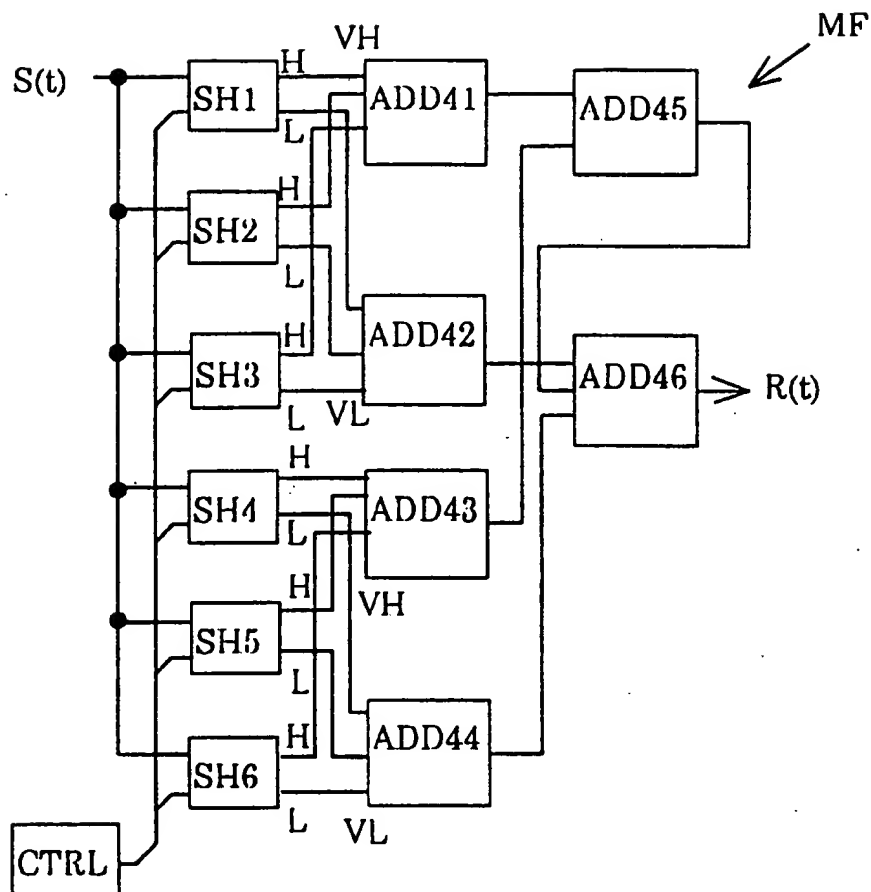 MF
VH
S(t)
H
SH1
L
ADD41
ADD45
H
SH2
L
H
SH3
L
VL
ADD42
ADD46
R(t)
H
SH4
L
ADD43
VH
H
SH5
L
H
SH6
L
VL
ADD44
CTRL